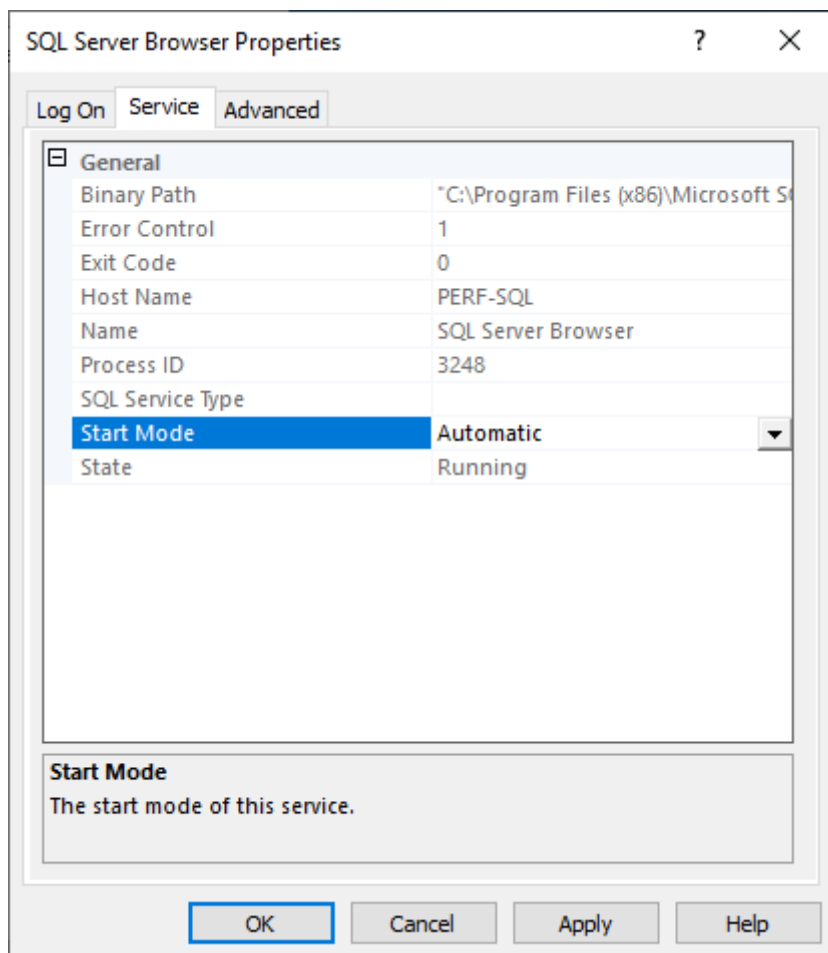 SQL Server Browser Properties ? ×
Log On Service Advanced
General
Binary Path "C:\Program Files (x86)\Microsoft
Error Control 1
Exit Code 0
Host Name PERF-SQL
Name SQL Server Browser
Process ID 3248
SQL Service Type
Start Mode Automatic
State Running
Start Mode
The start mode of this service.
OK Cancel Apply Help